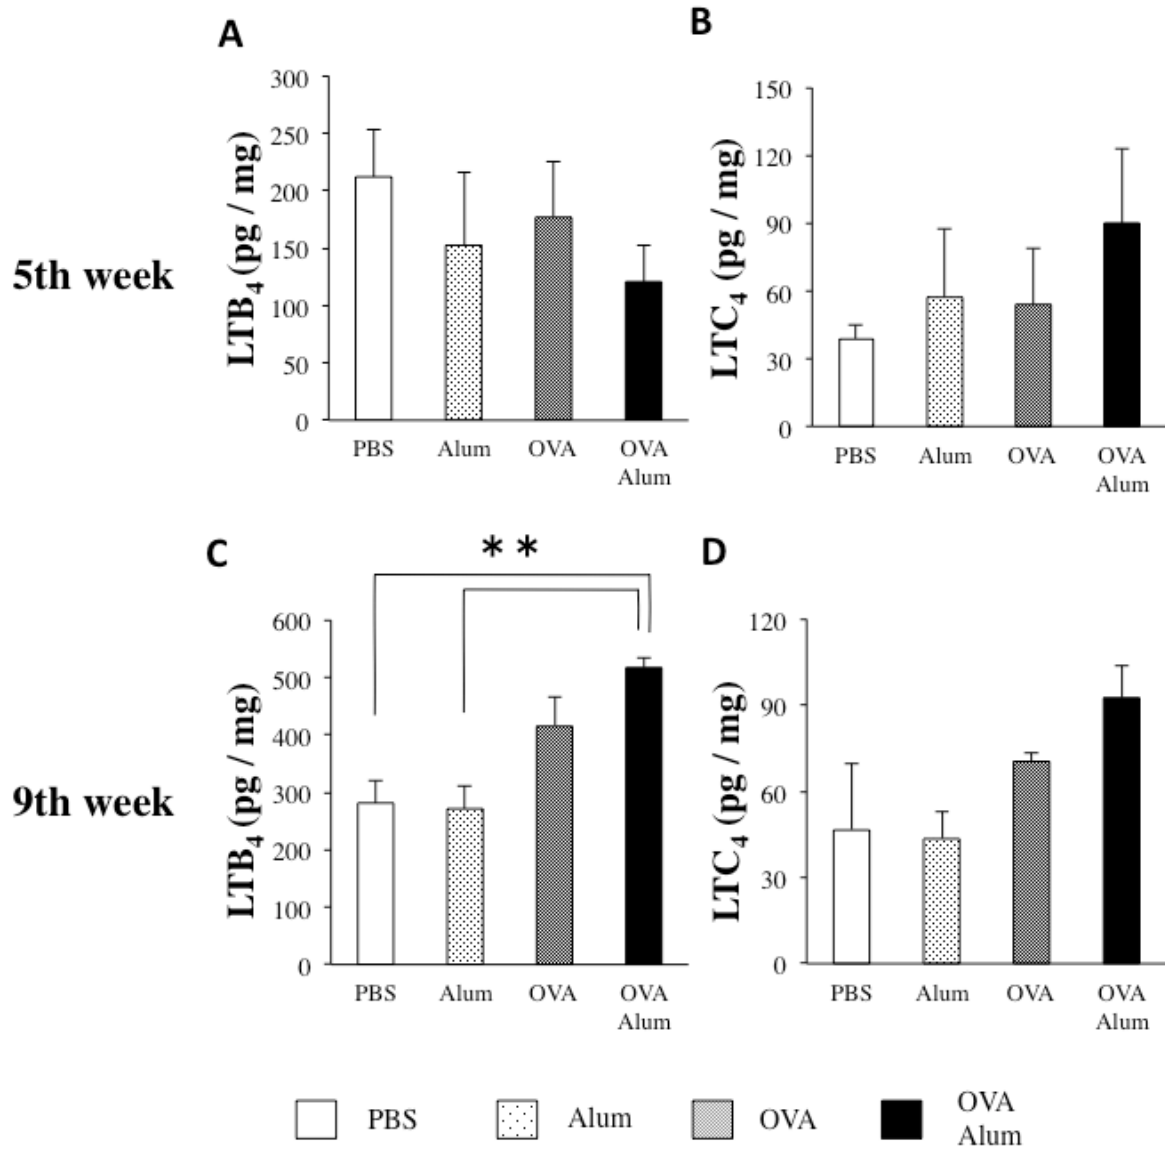 A
300
250
200
150
100
50
0
LTB4 (pg / mg)
PBS Alum OVA OVA
Alum
B
150
120
90
60
30
0
LTC4 (pg / mg)
PBS Alum OVA OVA
Alum
5th week
C
**
600
500
400
300
200
100
0
LTB4 (pg / mg)
PBS Alum OVA OVA
Alum
D
120
90
60
30
0
LTC4 (pg / mg)
PBS Alum OVA OVA
Alum
9th week
PBS Alum OVA OVA
Alum